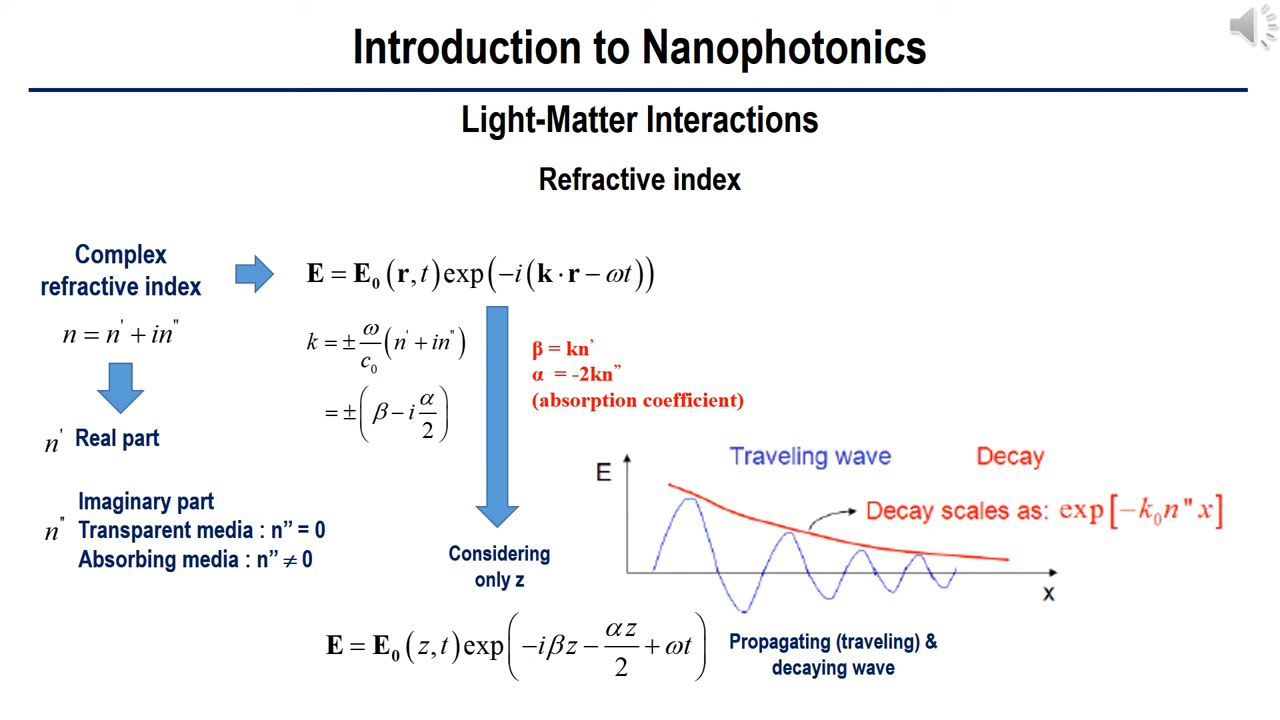 Introduction to Nanophotonics
Light-Matter Interactions
Refractive index
Complex
refractive index
n = n' + in"
n' Real part
n" Imaginary part
Transparent media : n” = 0
Absorbing media : n” ≠ 0
E = E₀(r, t)exp(−i(k · r − ωt))
k = ± ω/c₀ (n' + in")
= ±(β − i α/2)
β = kn’
α = -2kn”
(absorption coefficient)
Considering
only z
E = E₀(z, t)exp(−iβz − αz/2 + ωt)
E
Traveling wave
Decay
Decay scales as: exp[−k₀n"x]
x
Propagating (traveling) &
decaying wave